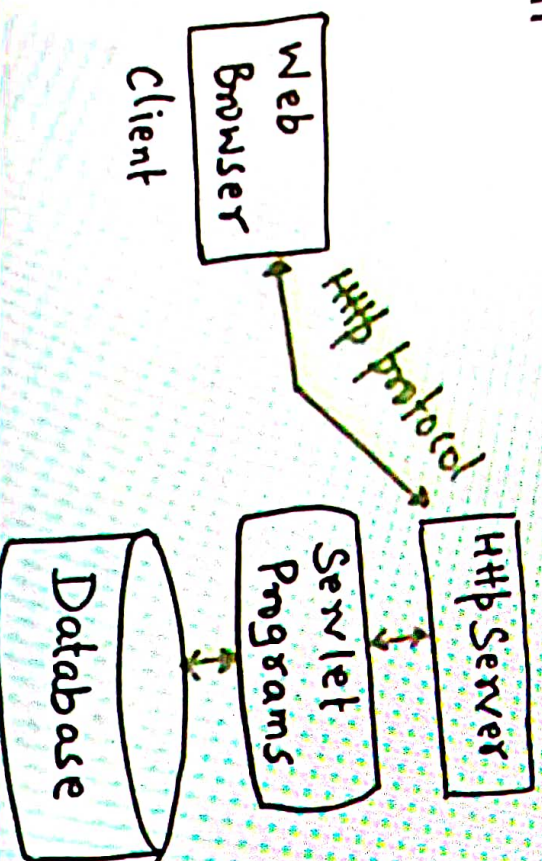 Web
Browser
Client
Http protocol
Http Server
Servlet
Programs
Database